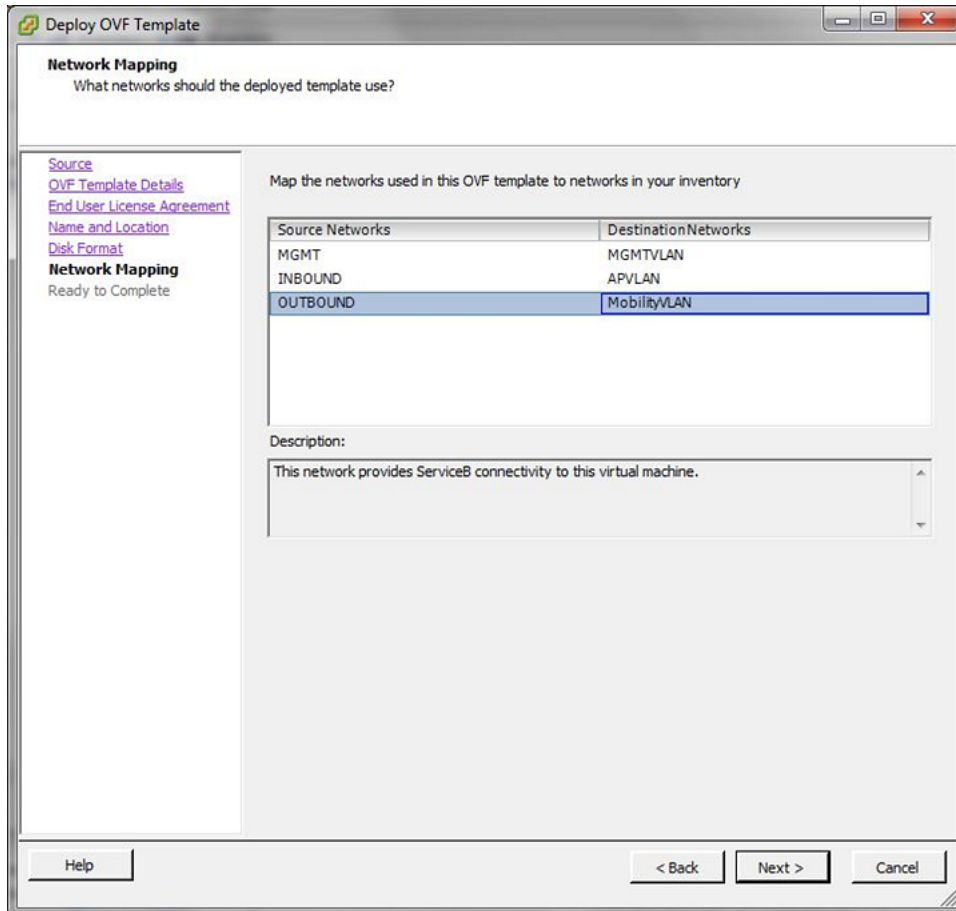 Deploy OVF Template
Network Mapping
What networks should the deployed template use?
Source
OVF Template Details
End User License Agreement
Name and Location
Disk Format
Network Mapping
Ready to Complete
Map the networks used in this OVF template to networks in your inventory
Source Networks DestinationNetworks
MGMT MGMTVLAN
INBOUND APVLAN
OUTBOUND MobilityVLAN
Description:
This network provides ServiceB connectivity to this virtual machine.
Help < Back Next > Cancel